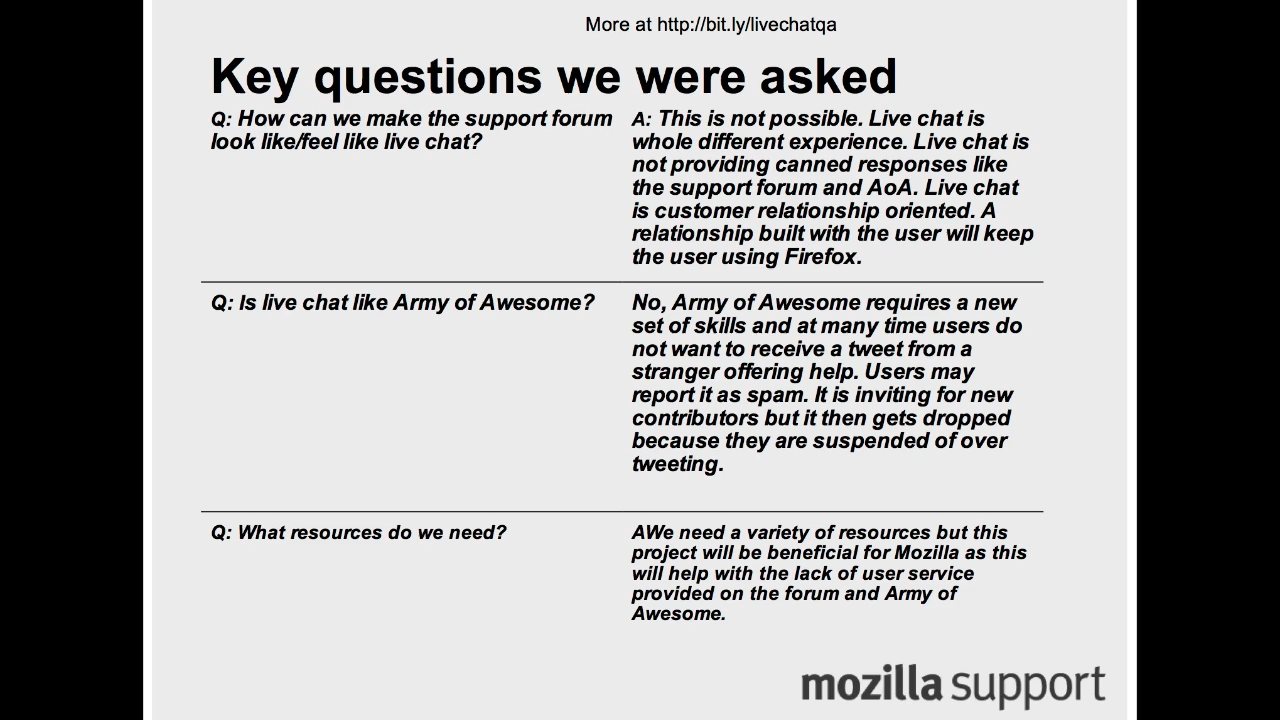 More at http://bit.ly/livechatqa
Key questions we were asked
Q: How can we make the support forum
look like/feel like live chat?
A: This is not possible. Live chat is
whole different experience. Live chat is
not providing canned responses like
the support forum and AoA. Live chat
is customer relationship oriented. A
relationship built with the user will keep
the user using Firefox.
Q: Is live chat like Army of Awesome?
No, Army of Awesome requires a new
set of skills and at many time users do
not want to receive a tweet from a
stranger offering help. Users may
report it as spam. It is inviting for new
contributors but it then gets dropped
because they are suspended of over
tweeting.
Q: What resources do we need?
AWe need a variety of resources but this
project will be beneficial for Mozilla as this
will help with the lack of user service
provided on the forum and Army of
Awesome.
mozilla support